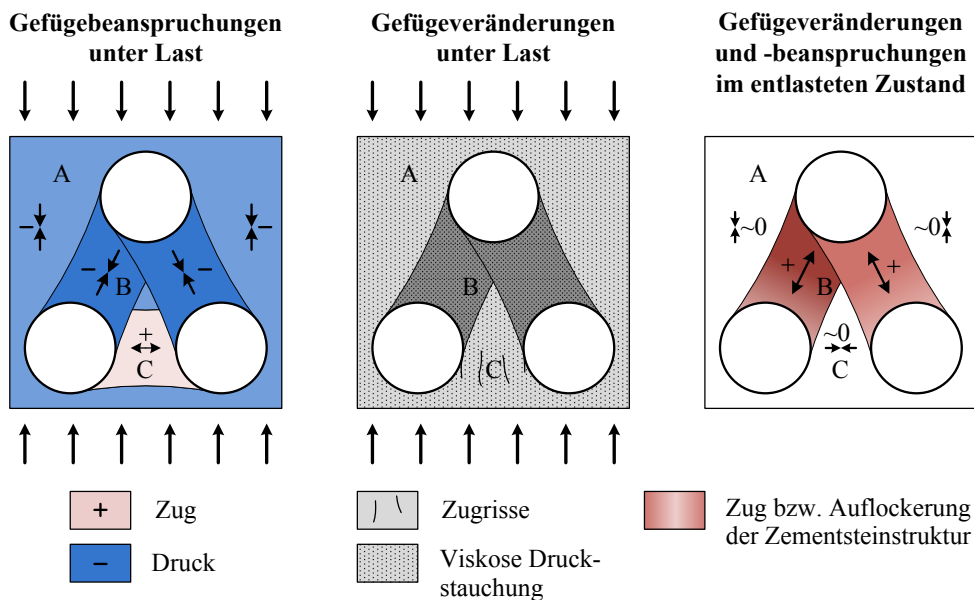 Gefügebeanspruchungen
unter Last
Gefügeveränderungen
unter Last
Gefügeveränderungen
und -beanspruchungen
im entlasteten Zustand
A
−
−
−
−
B
+
C
A
B
C
A
~0
~0
+
+
B
~0
C
+ Zug
− Druck
Zugrisse
Viskose Druck-
stauchung
Zug bzw. Auflockerung
der Zementsteinstruktur